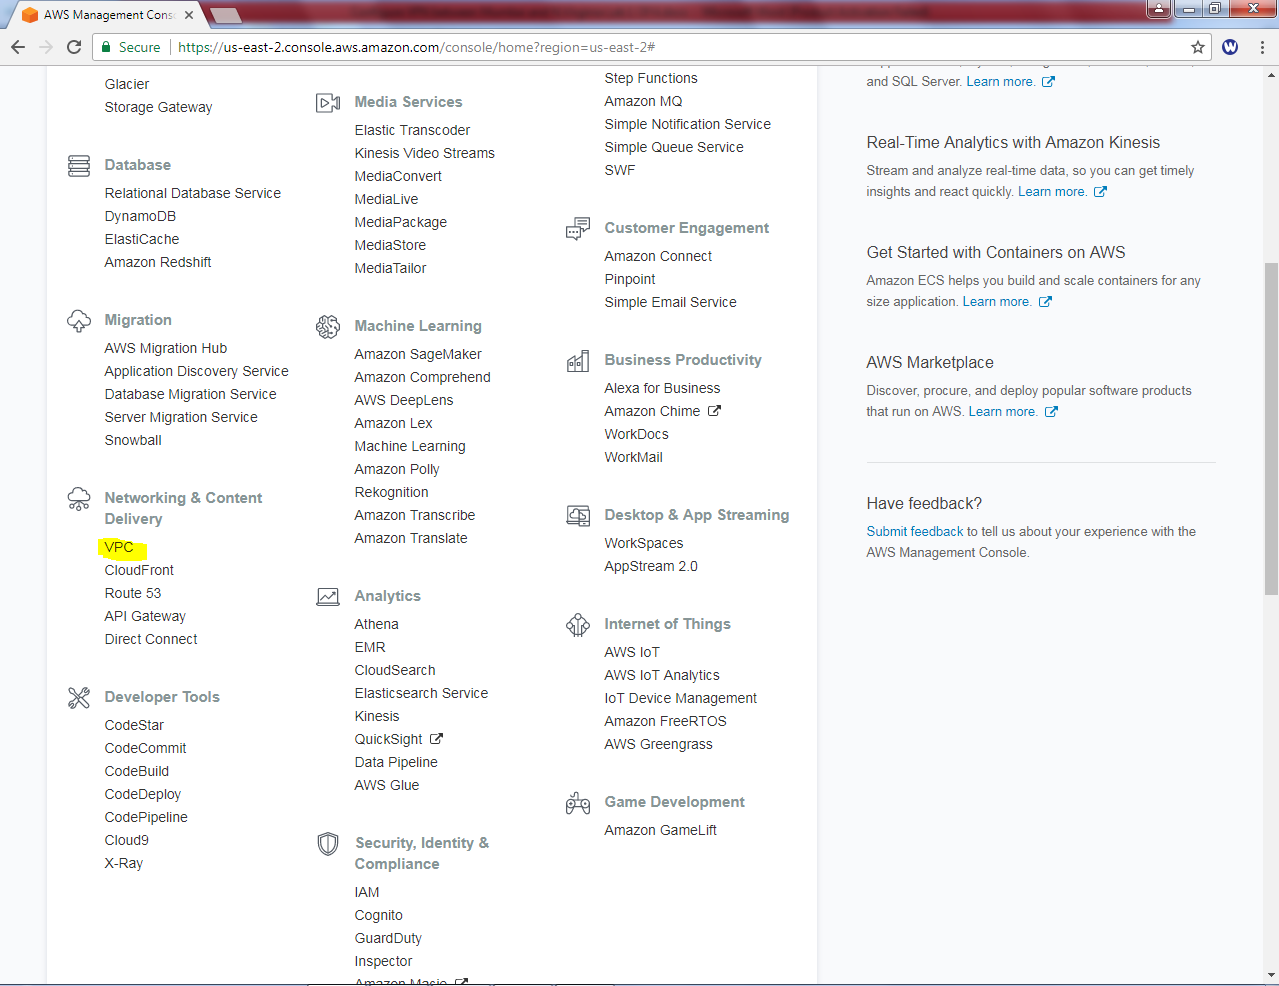 AWS Management Cons
Secure
https://us-east-2.console.aws.amazon.com/console/home?region=us-east-2#
Glacier
Storage Gateway
Database
Relational Database Service
DynamoDB
ElastiCache
Amazon Redshift
Migration
AWS Migration Hub
Application Discovery Service
Database Migration Service
Server Migration Service
Snowball
Networking & Content
Delivery
VPC
CloudFront
Route 53
API Gateway
Direct Connect
Developer Tools
CodeStar
CodeCommit
CodeBuild
CodeDeploy
CodePipeline
Cloud9
X-Ray
Media Services
Elastic Transcoder
Kinesis Video Streams
MediaConvert
MediaLive
MediaPackage
MediaStore
MediaTailor
Machine Learning
Amazon SageMaker
Amazon Comprehend
AWS DeepLens
Amazon Lex
Machine Learning
Amazon Polly
Rekognition
Amazon Transcribe
Amazon Translate
Analytics
Athena
EMR
CloudSearch
Elasticsearch Service
Kinesis
QuickSight
Data Pipeline
AWS Glue
Security, Identity &
Compliance
IAM
Cognito
GuardDuty
Inspector
Amazon Macie
Step Functions
Amazon MQ
Simple Notification Service
Simple Queue Service
SWF
Customer Engagement
Amazon Connect
Pinpoint
Simple Email Service
Business Productivity
Alexa for Business
Amazon Chime
WorkDocs
WorkMail
Desktop & App Streaming
WorkSpaces
AppStream 2.0
Internet of Things
AWS IoT
AWS IoT Analytics
IoT Device Management
Amazon FreeRTOS
AWS Greengrass
Game Development
Amazon GameLift
and SQL Server. Learn more.
Real-Time Analytics with Amazon Kinesis
Stream and analyze real-time data, so you can get timely
insights and react quickly. Learn more.
Get Started with Containers on AWS
Amazon ECS helps you build and scale containers for any
size application. Learn more.
AWS Marketplace
Discover, procure, and deploy popular software products
that run on AWS. Learn more.
Have feedback?
Submit feedback to tell us about your experience with the
AWS Management Console.